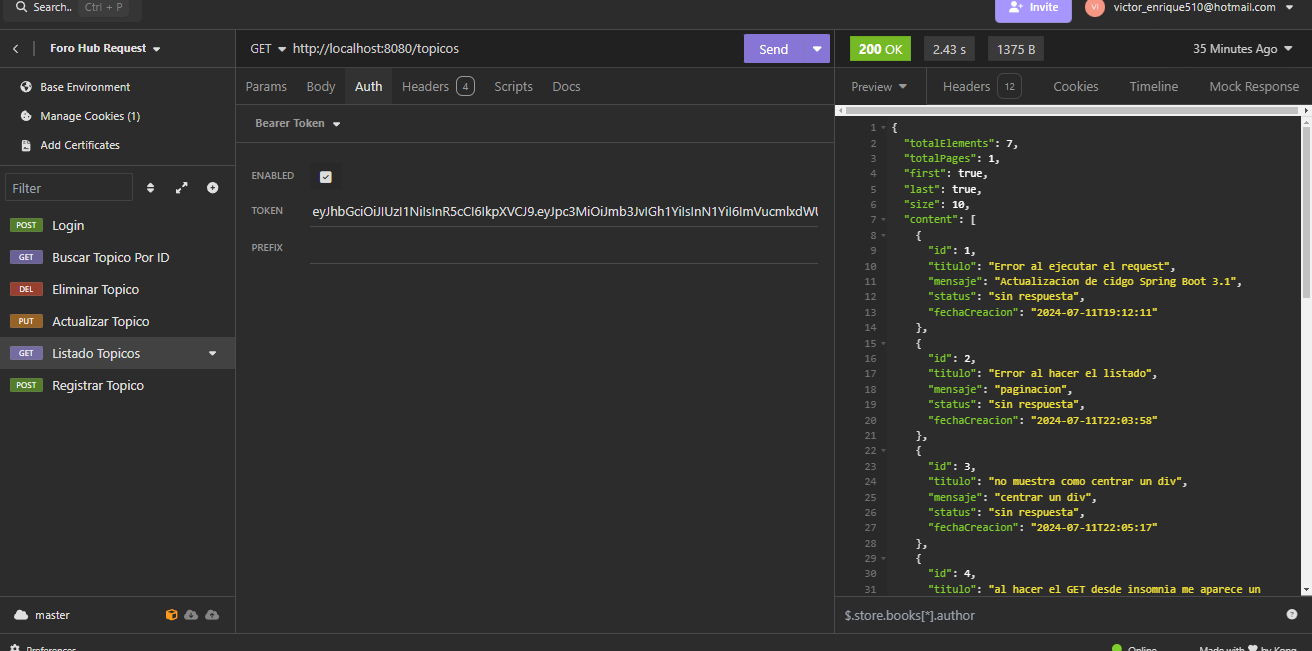 Search.. Ctrl + P
Invite
VI victor_enrique510@hotmail.com
Foro Hub Request
Base Environment
Manage Cookies (1)
Add Certificates
Filter
POST Login
GET Buscar Topico Por ID
DEL Eliminar Topico
PUT Actualizar Topico
GET Listado Topicos
POST Registrar Topico
master
Preferences
GET http://localhost:8080/topicos
Send
Params Body Auth Headers 4 Scripts Docs
Bearer Token
ENABLED
TOKEN
PREFIX
200 OK 2.43 s 1375 B 35 Minutes Ago
Preview Headers 12 Cookies Timeline Mock Response
1 {
2 "totalElements": 7,
3 "totalPages": 1,
4 "first": true,
5 "last": true,
6 "size": 10,
7 "content": [
8 {
9 "id": 1,
10 "titulo": "Error al ejecutar el request",
11 "mensaje": "Actualizacion de cidgo Spring Boot 3.1",
12 "status": "sin respuesta",
13 "fechaCreacion": "2024-07-11T19:12:11"
14 },
15 {
16 "id": 2,
17 "titulo": "Error al hacer el listado",
18 "mensaje": "paginacion",
19 "status": "sin respuesta",
20 "fechaCreacion": "2024-07-11T22:03:58"
21 },
22 {
23 "id": 3,
24 "titulo": "no muestra como centrar un div",
25 "mensaje": "centrar un div",
26 "status": "sin respuesta",
27 "fechaCreacion": "2024-07-11T22:05:17"
28 },
29 {
30 "id": 4,
31 "titulo": "al hacer el GET desde insomnia me aparece un
$.store.books[*].author
Online
Made with by Kong